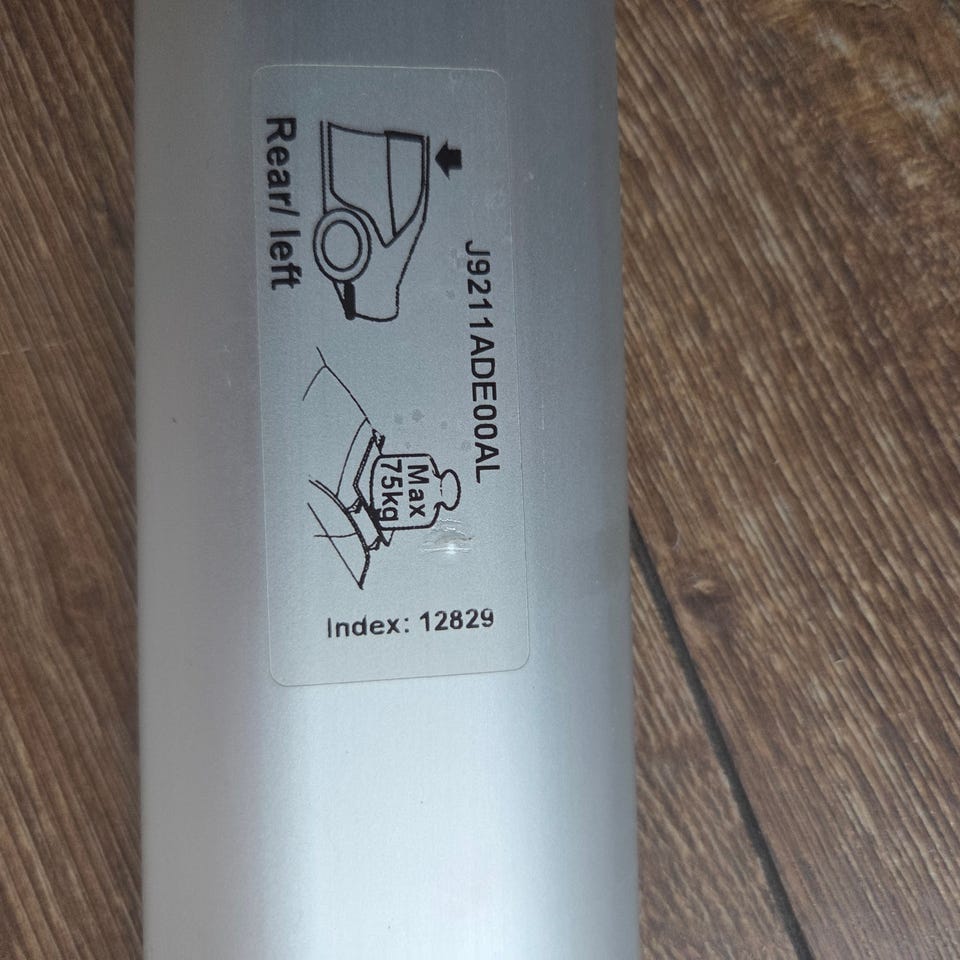 J9211ADE00AL
Max
75kg
Rear/ left
Index: 12829